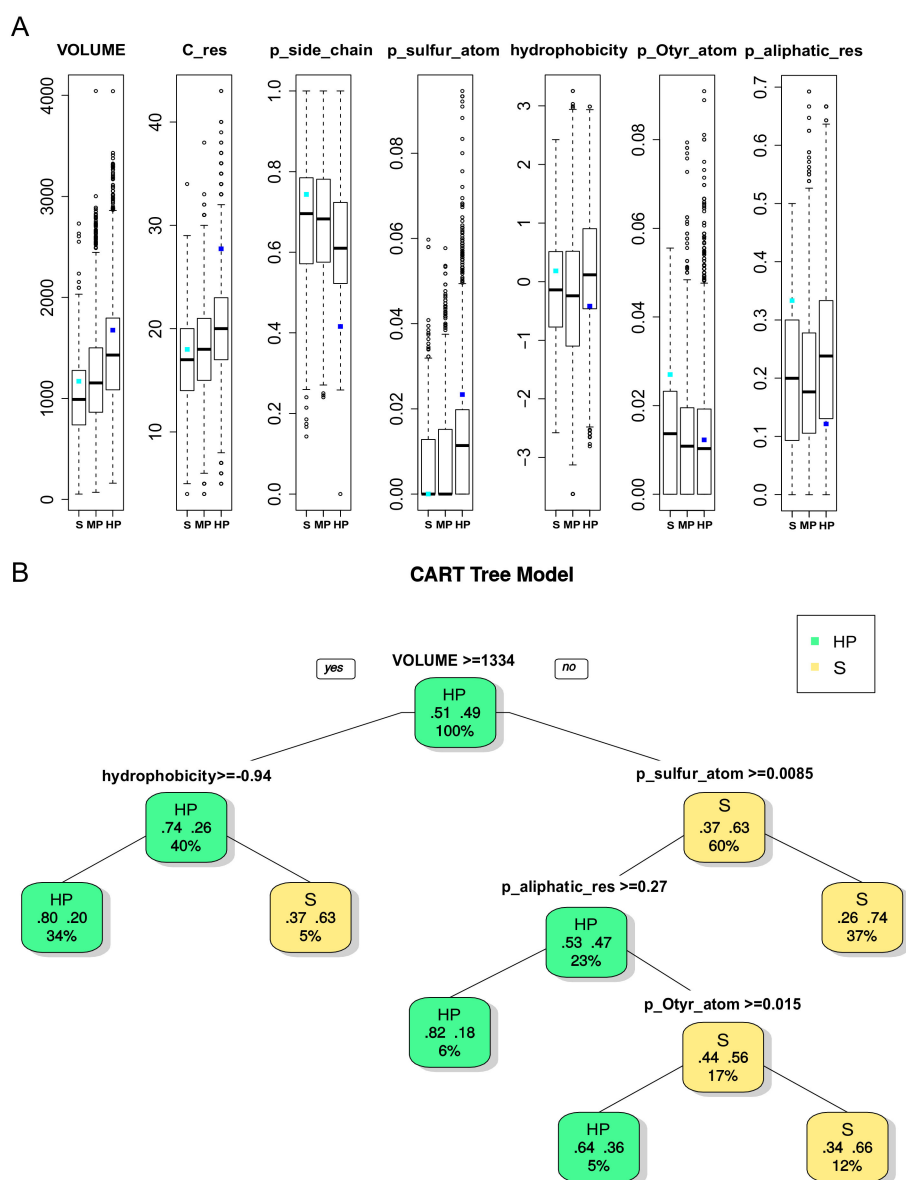 A
VOLUME C_res p_side_chain p_sulfur_atom hydrophobicity p_Otyr_atom p_aliphatic_res
0 1000 2000 3000 4000
10 20 30 40
0.0 0.2 0.4 0.6 0.8 1.0
0.00 0.02 0.04 0.06 0.08
−3 −2 −1 0 1 2 3
0.00 0.02 0.04 0.06 0.08
0.0 0.1 0.2 0.3 0.4 0.5 0.6 0.7
S MP HP S MP HP S MP HP S MP HP S MP HP S MP HP S MP HP
B
CART Tree Model
HP
S
yes VOLUME >=1334 no
HP
.51 .49
100%
hydrophobicity>=-0.94 p_sulfur_atom >=0.0085
HP
.74 .26
40%
S
.37 .63
60%
HP
.80 .20
34%
S
.37 .63
5%
p_aliphatic_res >=0.27
HP
.53 .47
23%
S
.26 .74
37%
HP
.82 .18
6%
p_Otyr_atom >=0.015
S
.44 .56
17%
HP
.64 .36
5%
S
.34 .66
12%